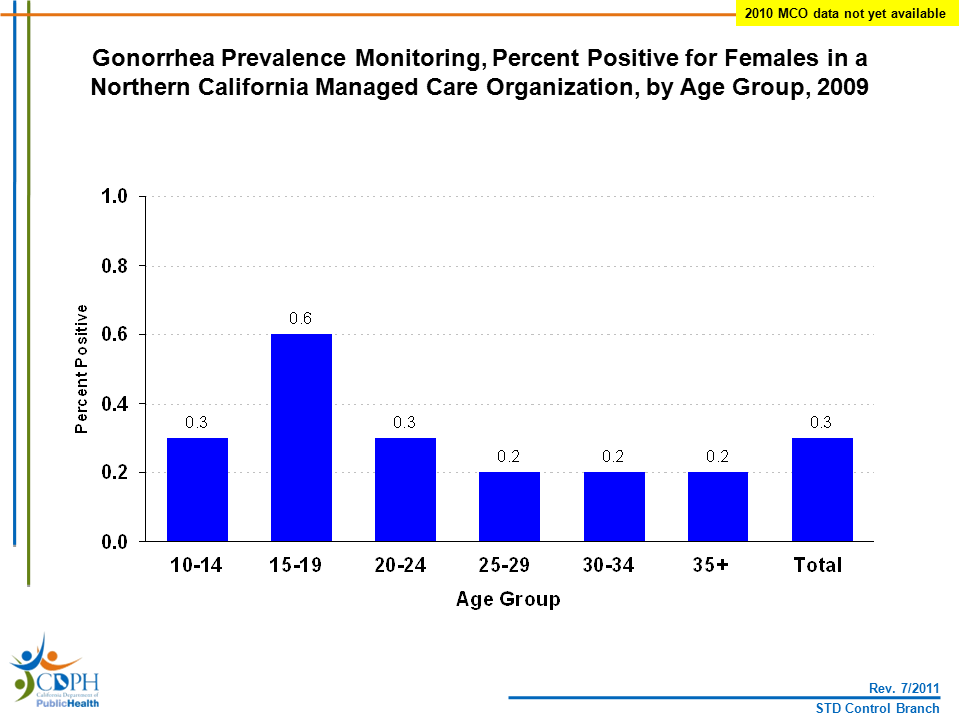 2010 MCO data not yet available
Gonorrhea Prevalence Monitoring, Percent Positive for Females in a
Northern California Managed Care Organization, by Age Group, 2009
1.0
0.8
0.6
0.4
0.2
0.0
Percent Positive
0.3
0.6
0.3
0.2
0.2
0.2
0.3
10-14 15-19 20-24 25-29 30-34 35+ Total
Age Group
CDPH
California Department of
PublicHealth
Rev. 7/2011
STD Control Branch